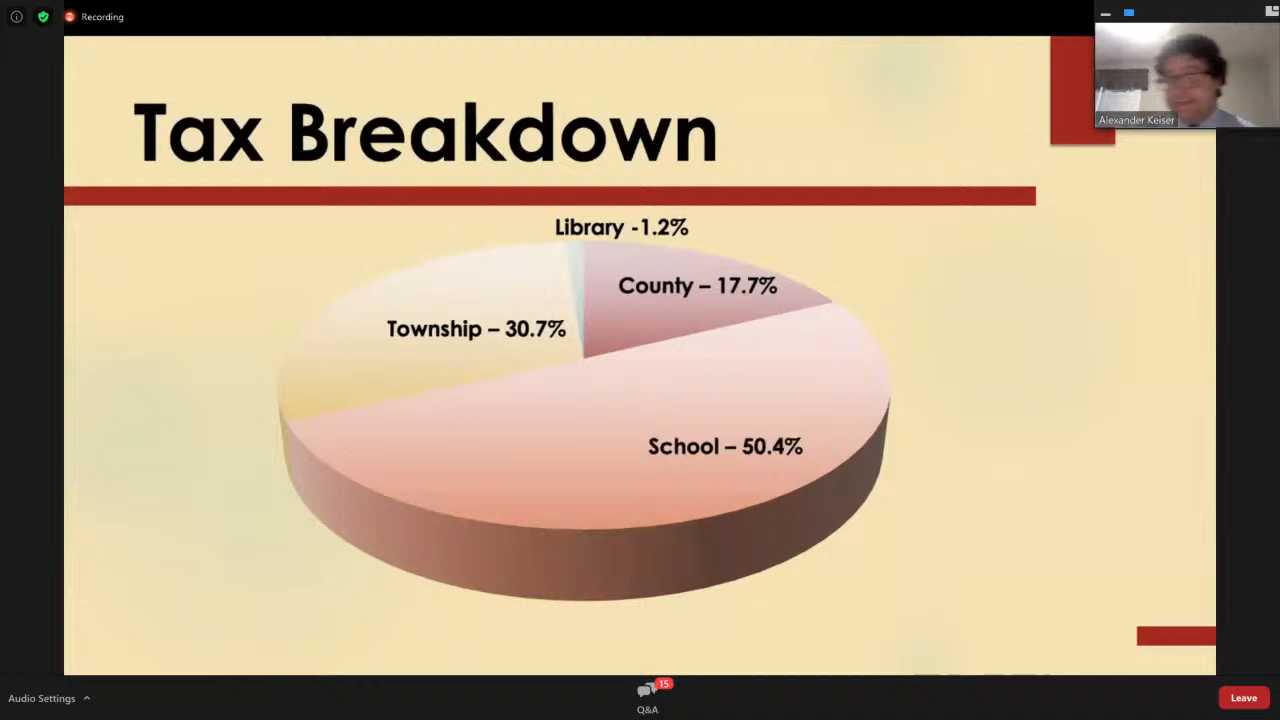 Recording
Alexander Keiser
Tax Breakdown
Library -1.2%
County – 17.7%
Township – 30.7%
School – 50.4%
Audio Settings
15
Q&A
Leave